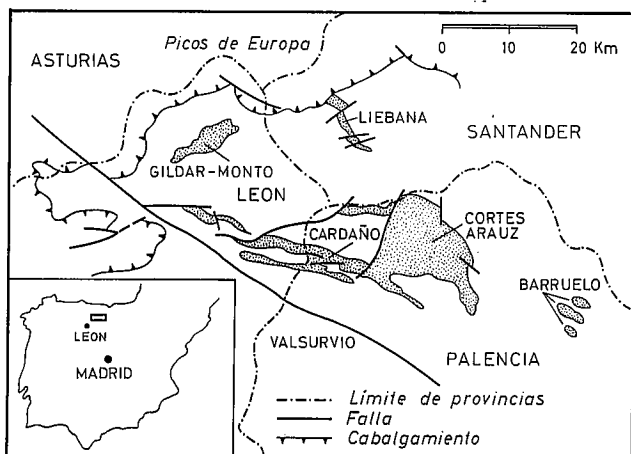 Picos de Europa
ASTURIAS
0 10 20 Km
LIEBANA
SANTANDER
GILDAR-MONTO
LEON
CARDAÑO
CORTES
ARAUZ
BARRUELO
VALSURVIO
PALENCIA
LEON
MADRID
Límite de provincias
Falla
Cabalgamiento